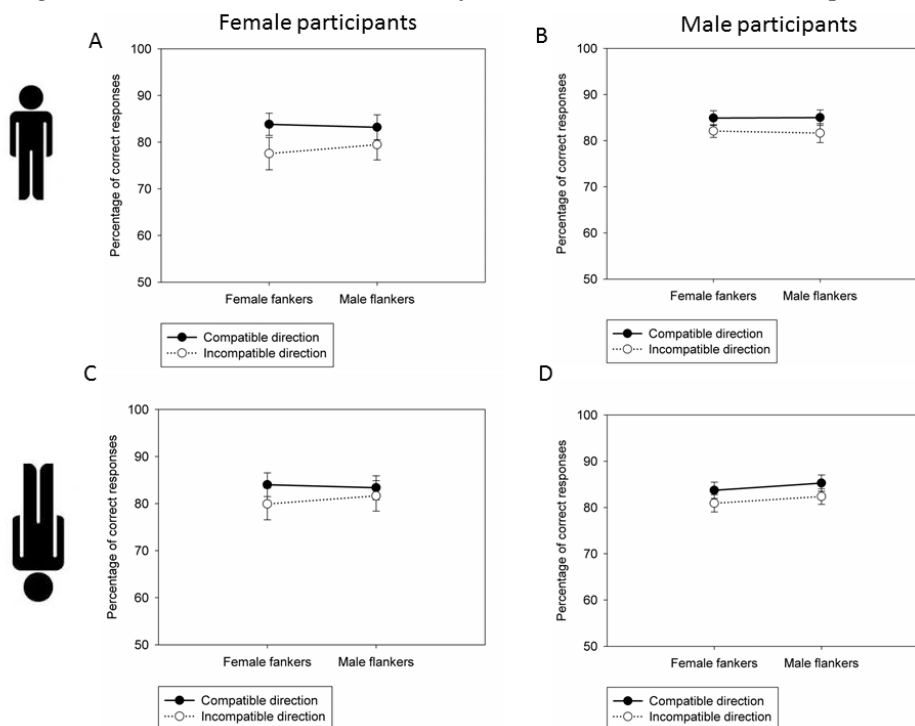 Female participants
Male participants
A
B
100
90
80
70
60
50
Percentage of correct responses
Female fankers
Male flankers
Compatible direction
Incompatible direction
100
90
80
70
60
50
Percentage of correct responses
Female fankers
Male flankers
Compatible direction
Incompatible direction
C
D
100
90
80
70
60
50
Percentage of correct responses
Female fankers
Male flankers
Compatible direction
Incompatible direction
100
90
80
70
60
50
Percentage of correct responses
Female fankers
Male flankers
Compatible direction
Incompatible direction